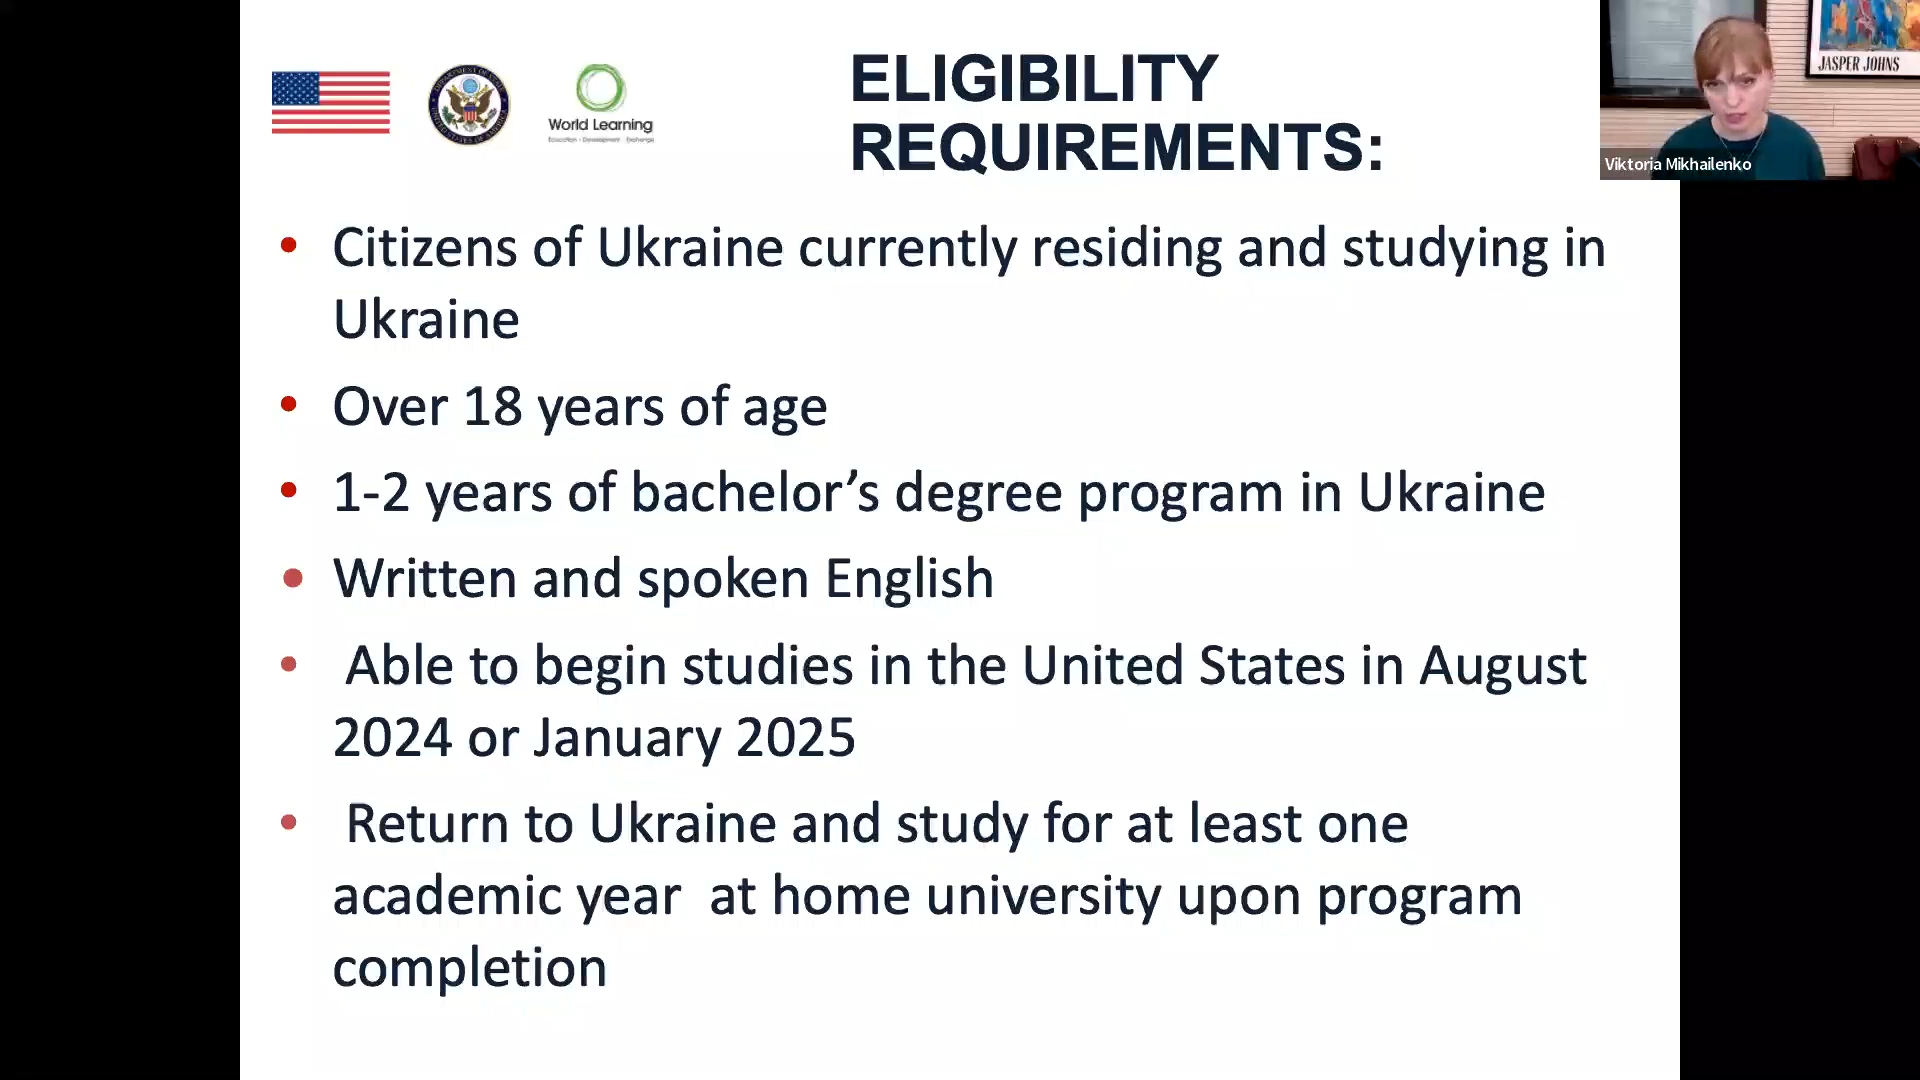 World Learning
Education - Development - Exchange
ELIGIBILITY
REQUIREMENTS:
JASPER JOHNS
Viktoria Mikhailenko
• Citizens of Ukraine currently residing and studying in
Ukraine
• Over 18 years of age
• 1-2 years of bachelor’s degree program in Ukraine
• Written and spoken English
• Able to begin studies in the United States in August
2024 or January 2025
• Return to Ukraine and study for at least one
academic year at home university upon program
completion